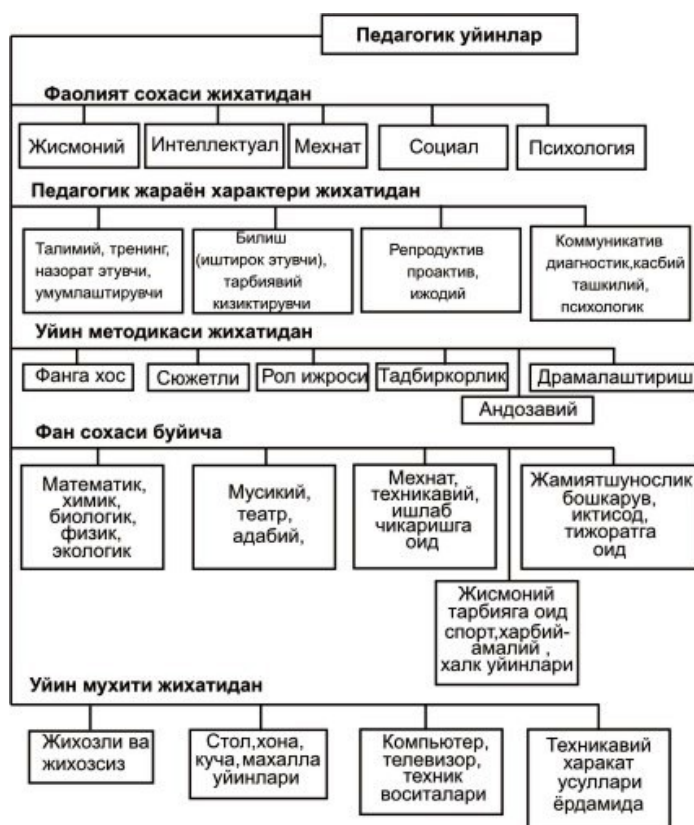 Педагогик уйинлар
Фаолият сохаси жихатидан
Жисмоний
Интеллектуал
Мехнат
Социал
Психология
Педагогик жараён характери жихатидан
Талимий, тренинг,
назорат этувчи,
умумлаштирувчи
Билиш
(иштирок этувчи),
тарбиявий
кизиктирувчи
Репродуктив
проактив,
ижодий
Коммуникатив
диагностик,касбий
ташкилий,
психологик
Уйин методикаси жихатидан
Фанга хос
Сюжетли
Рол ижроси
Тадбиркорлик
Драмалаштириш
Андозавий
Фан сохаси буйича
Математик,
химик,
биологик,
физик,
экологик
Мусикий,
театр,
адабий,
Мехнат,
техникавий,
ишлаб
чикаришга
оид
Жамиятшунослик
бошкарув,
иктисод,
тижоратга
оид
Жисмоний
тарбияга оид
спорт,харбий-
амалий ,
халк уйинлари
Уйин мухити жихатидан
Жихозли ва
жихозсиз
Стол,хона,
куча, махалла
уйинлари
Компьютер,
телевизор,
техник
воситалари
Техникавий
харакат
усуллари
ёрдамида